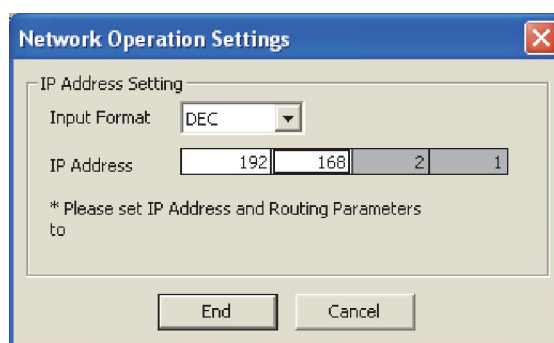 Network Operation Settings
IP Address Setting
Input Format DEC
IP Address 192 168 2 1
* Please set IP Address and Routing Parameters
to
End Cancel